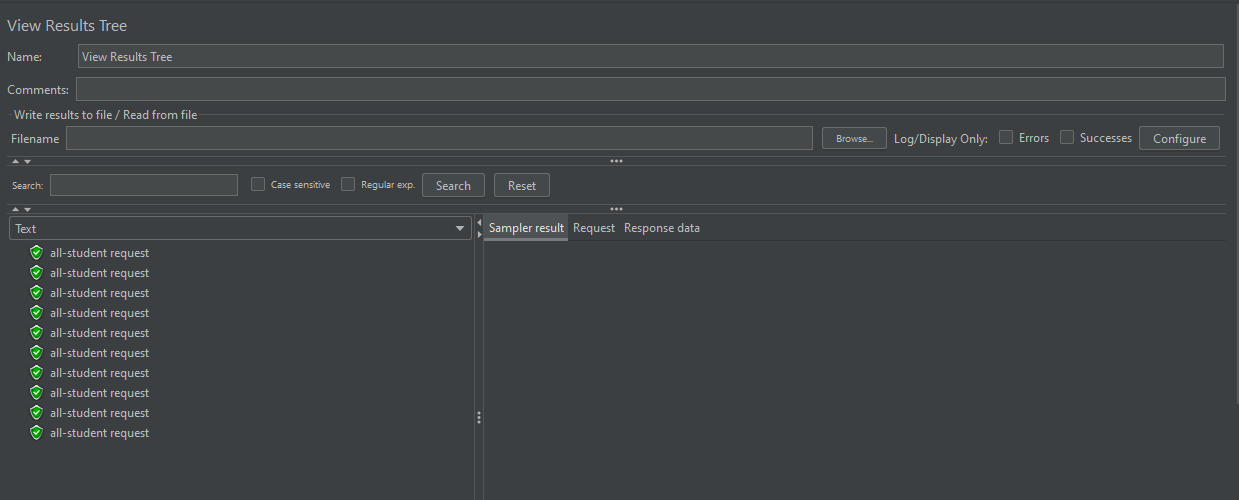 View Results Tree
Name: View Results Tree
Comments:
Write results to file / Read from file
Filename Browse... Log/Display Only: Errors Successes Configure
Search: Case sensitive Regular exp. Search Reset
Text Sampler result Request Response data
all-student request
all-student request
all-student request
all-student request
all-student request
all-student request
all-student request
all-student request
all-student request
all-student request